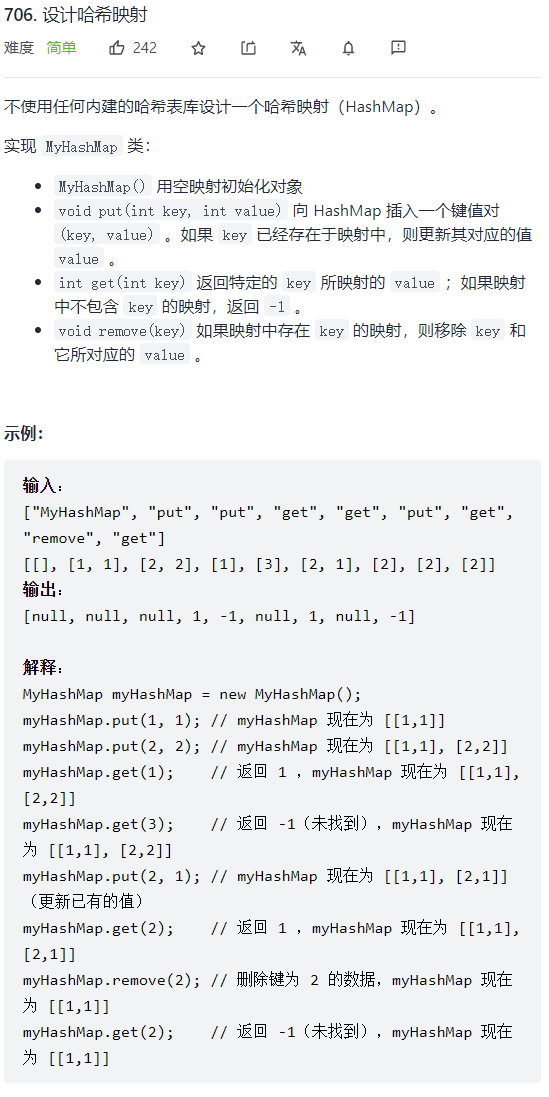 706. 设计哈希映射
难度 简单 242
不使用任何内建的哈希表库设计一个哈希映射（HashMap）。
实现 MyHashMap 类：
MyHashMap() 用空映射初始化对象
void put(int key, int value) 向 HashMap 插入一个键值对
(key, value) 。如果 key 已经存在于映射中，则更新其对应的值
value 。
int get(int key) 返回特定的 key 所映射的 value ；如果映射
中不包含 key 的映射，返回 -1 。
void remove(key) 如果映射中存在 key 的映射，则移除 key 和
它所对应的 value 。
示例：
输入：
["MyHashMap", "put", "put", "get", "get", "put", "get",
"remove", "get"]
[[], [1, 1], [2, 2], [1], [3], [2, 1], [2], [2], [2]]
输出：
[null, null, null, 1, -1, null, 1, null, -1]
解释：
MyHashMap myHashMap = new MyHashMap();
myHashMap.put(1, 1); // myHashMap 现在为 [[1,1]]
myHashMap.put(2, 2); // myHashMap 现在为 [[1,1], [2,2]]
myHashMap.get(1);    // 返回 1 ，myHashMap 现在为 [[1,1],
[2,2]]
myHashMap.get(3);    // 返回 -1（未找到），myHashMap 现在
为 [[1,1], [2,2]]
myHashMap.put(2, 1); // myHashMap 现在为 [[1,1], [2,1]]
（更新已有的值）
myHashMap.get(2);    // 返回 1 ，myHashMap 现在为 [[1,1],
[2,1]]
myHashMap.remove(2); // 删除键为 2 的数据，myHashMap 现在
为 [[1,1]]
myHashMap.get(2);    // 返回 -1（未找到），myHashMap 现在
为 [[1,1]]